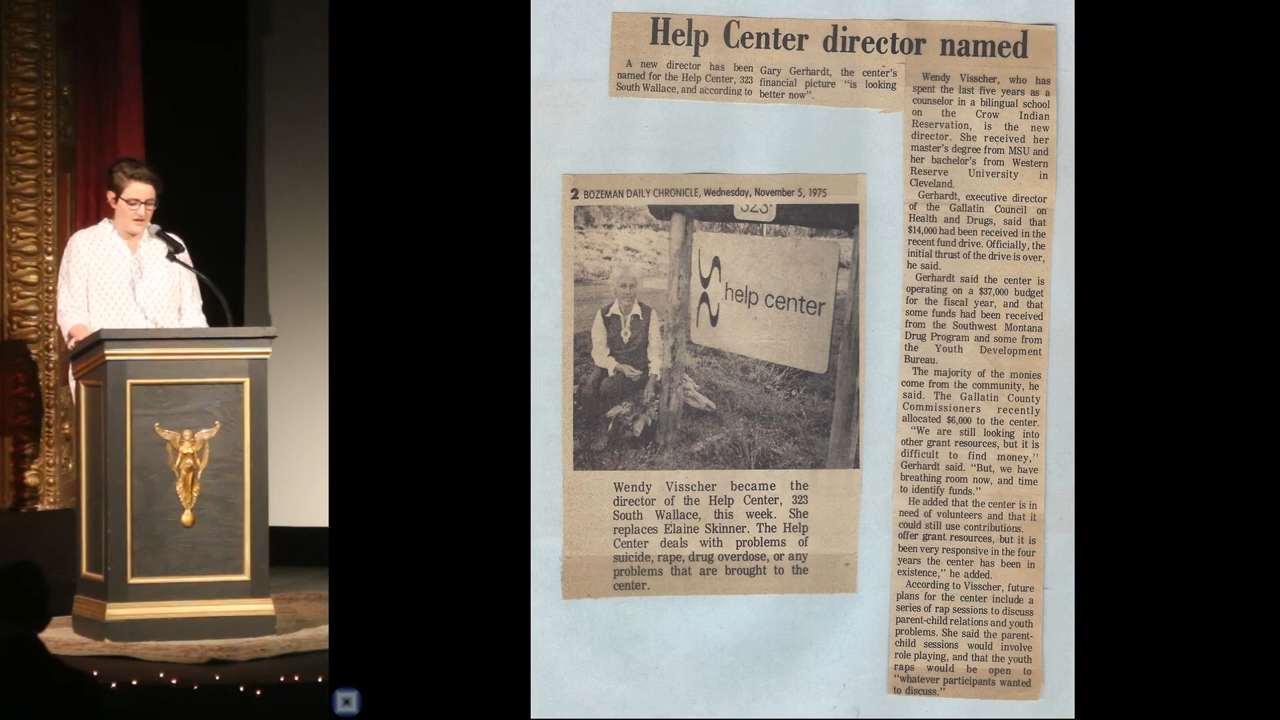 Help Center director named
A new director has been
named for the Help Center, 323
South Wallace, and according to
Gary Gerhardt, the center's
financial picture "is looking
better now".
Wendy Visscher, who has
spent the last five years as a
counselor in a bilingual school
on the Crow Indian
Reservation, is the new
director. She received her
master's degree from MSU and
her bachelor's from Western
Reserve University in
Cleveland.
Gerhardt, executive director
of the Gallatin Council on
Health and Drugs, said that
$14,000 had been received in the
recent fund drive. Officially, the
initial thrust of the drive is over,
he said.
Gerhardt said the center is
operating on a $37,000 budget
for the fiscal year, and that
some funds had been received
from the Southwest Montana
Drug Program and some from
the Youth Development
Bureau.
The majority of the monies
come from the community, he
said. The Gallatin County
Commissioners recently
allocated $6,000 to the center.
"We are still looking into
other grant resources, but it is
difficult to find money,"
Gerhardt said. "But, we have
breathing room now, and time
to identify funds."
He added that the center is in
need of volunteers and that it
could still use contributions.
offer grant resources, but it is
been very responsive in the four
years the center has been in
existence," he added.
According to Visscher, future
plans for the center include a
series of rap sessions to discuss
parent-child relations and youth
problems. She said the parent-
child sessions would involve
role playing, and that the youth
raps would be open to
"whatever participants wanted
to discuss."
2 BOZEMAN DAILY CHRONICLE, Wednesday, November 5, 1975
323
help center
Wendy Visscher became the
director of the Help Center, 323
South Wallace, this week. She
replaces Elaine Skinner. The Help
Center deals with problems of
suicide, rape, drug overdose, or any
problems that are brought to the
center.